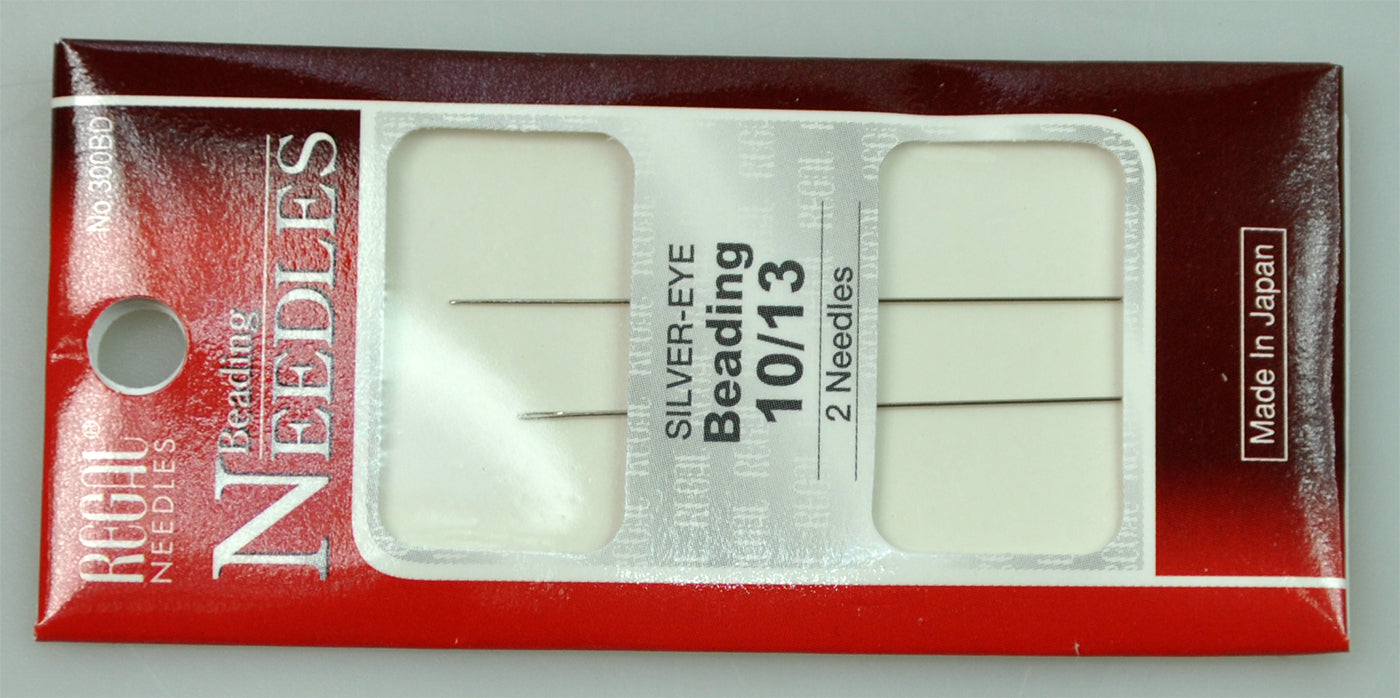 No.300BD
REGAL®
NEEDLES
Beading
NEEDLES
SILVER-EYE
Beading
10/13
2 Needles
Made In Japan